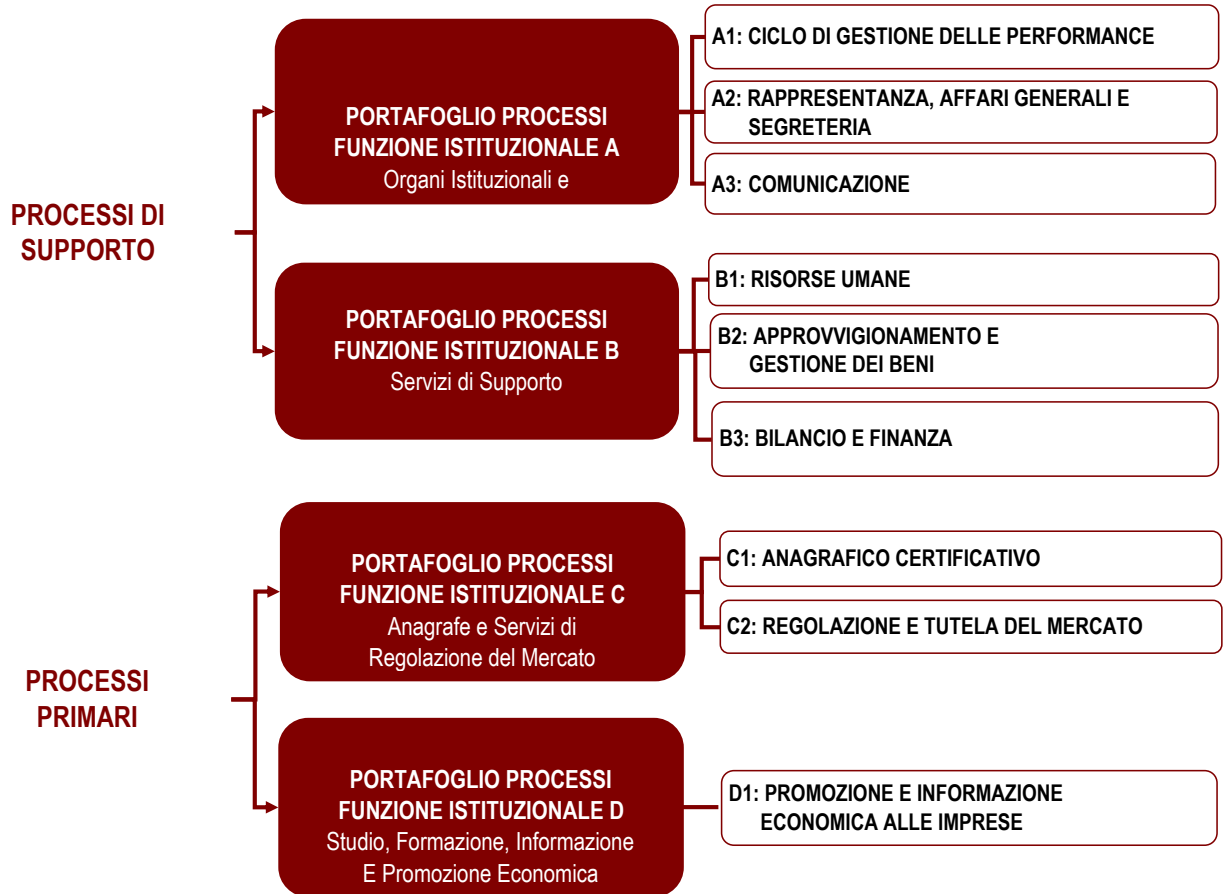 PROCESSI DI
SUPPORTO
PORTAFOGLIO PROCESSI
FUNZIONE ISTITUZIONALE A
Organi Istituzionali e
A1: CICLO DI GESTIONE DELLE PERFORMANCE
A2: RAPPRESENTANZA, AFFARI GENERALI E
SEGRETERIA
A3: COMUNICAZIONE
PORTAFOGLIO PROCESSI
FUNZIONE ISTITUZIONALE B
Servizi di Supporto
B1: RISORSE UMANE
B2: APPROVVIGIONAMENTO E
GESTIONE DEI BENI
B3: BILANCIO E FINANZA
PROCESSI
PRIMARI
PORTAFOGLIO PROCESSI
FUNZIONE ISTITUZIONALE C
Anagrafe e Servizi di
Regolazione del Mercato
C1: ANAGRAFICO CERTIFICATIVO
C2: REGOLAZIONE E TUTELA DEL MERCATO
PORTAFOGLIO PROCESSI
FUNZIONE ISTITUZIONALE D
Studio, Formazione, Informazione
E Promozione Economica
D1: PROMOZIONE E INFORMAZIONE
ECONOMICA ALLE IMPRESE